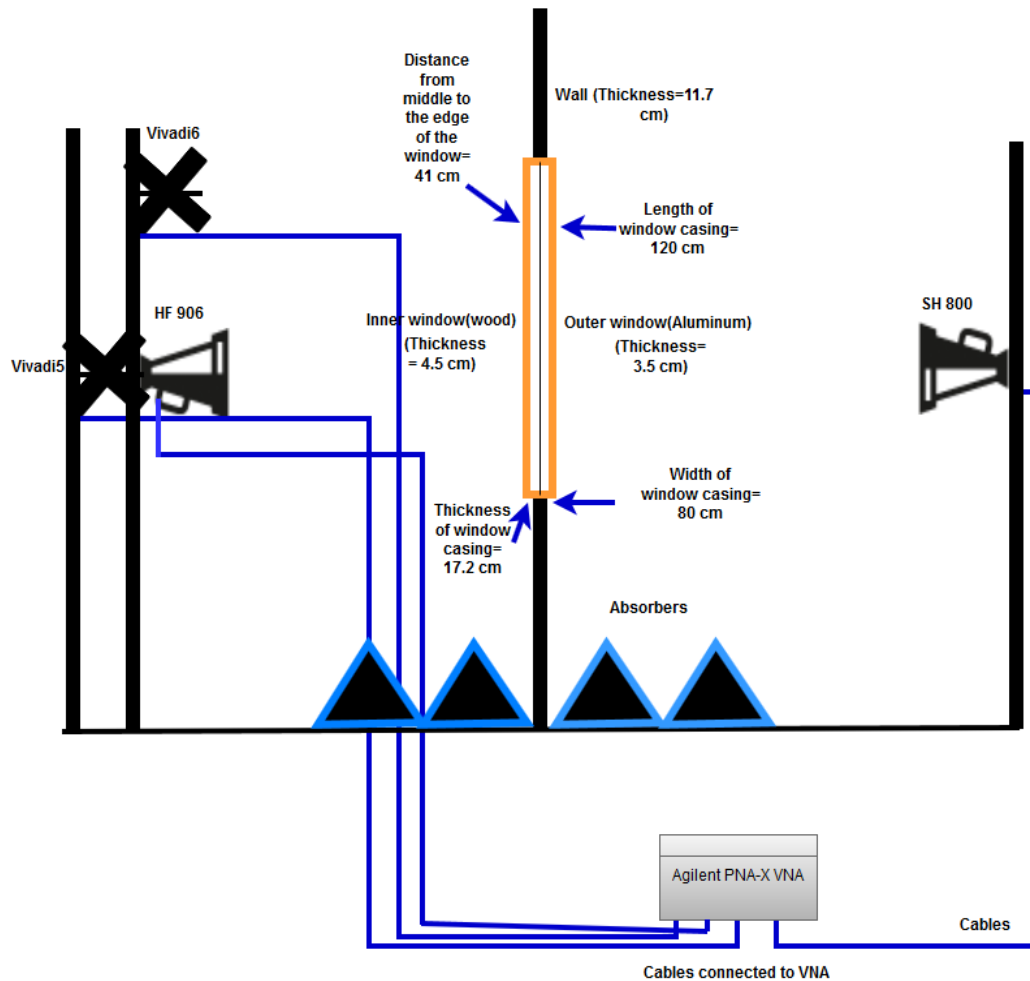 Distance
from
middle to
the edge
of the
window=
41 cm
Wall (Thickness=11.7
cm)
Vivadi6
Length of
window casing=
120 cm
HF 906
SH 800
Inner window(wood)
(Thickness
= 4.5 cm)
Outer window(Aluminum)
(Thickness=
3.5 cm)
Vivadi5
Width of
window casing=
80 cm
Thickness
of window
casing=
17.2 cm
Absorbers
Agilent PNA-X VNA
Cables
Cables connected to VNA